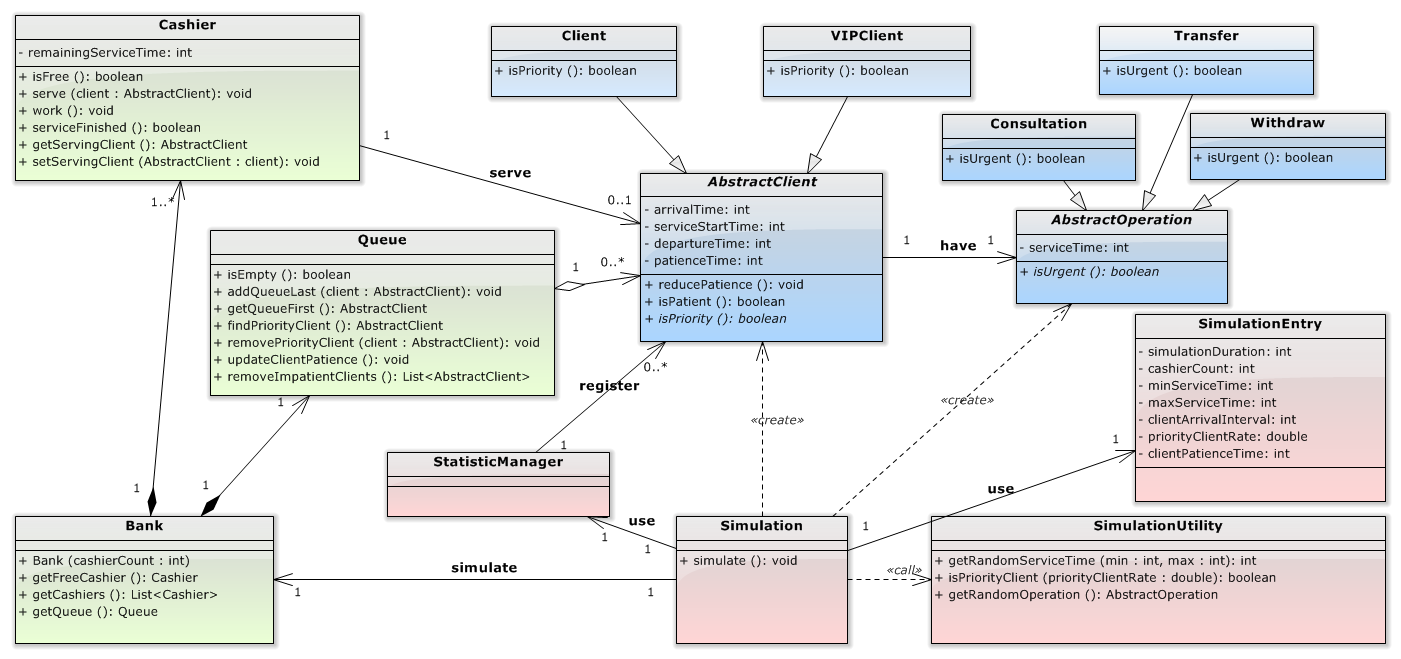 Cashier
- remainingServiceTime: int
+ isFree (): boolean
+ serve (client : AbstractClient): void
+ work (): void
+ serviceFinished (): boolean
+ getServingClient (): AbstractClient
+ setServingClient (AbstractClient : client): void
Client
+ isPriority (): boolean
VIPClient
+ isPriority (): boolean
Transfer
+ isUrgent (): boolean
Consultation
+ isUrgent (): boolean
Withdraw
+ isUrgent (): boolean
1
serve
0..1
1..*
AbstractClient
- arrivalTime: int
- serviceStartTime: int
- departureTime: int
- patienceTime: int
+ reducePatience (): void
+ isPatient (): boolean
+ isPriority (): boolean
1
have
1
AbstractOperation
- serviceTime: int
+ isUrgent (): boolean
Queue
+ isEmpty (): boolean
+ addQueueLast (client : AbstractClient): void
+ getQueueFirst (): AbstractClient
+ findPriorityClient (): AbstractClient
+ removePriorityClient (client : AbstractClient): void
+ updateClientPatience (): void
+ removeImpatientClients (): List<AbstractClient>
1
0..*
SimulationEntry
- simulationDuration: int
- cashierCount: int
- minServiceTime: int
- maxServiceTime: int
- clientArrivalInterval: int
- priorityClientRate: double
- clientPatienceTime: int
0..*
register
1
1
«create»
«create»
StatisticManager
1
1
1
use
1
1
use
1
Bank
+ Bank (cashierCount : int)
+ getFreeCashier (): Cashier
+ getCashiers (): List<Cashier>
+ getQueue (): Queue
simulate
1
1
Simulation
+ simulate (): void
«call»
SimulationUtility
+ getRandomServiceTime (min : int, max : int): int
+ isPriorityClient (priorityClientRate : double): boolean
+ getRandomOperation (): AbstractOperation